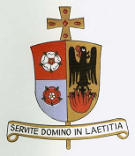 SERVITE DOMINO IN LAETITIA